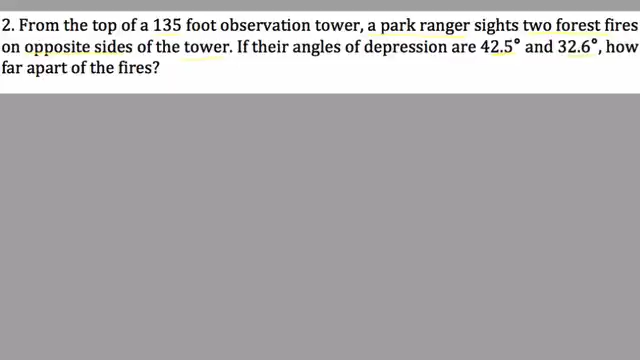 2. From the top of a 135 foot observation tower, a park ranger sights two forest fires
on opposite sides of the tower. If their angles of depression are 42.5° and 32.6°, how
far apart of the fires?